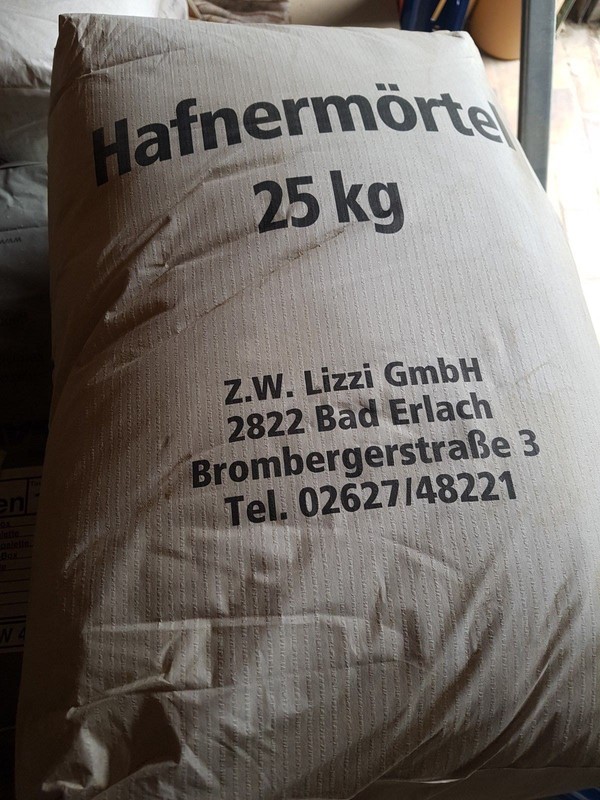 Hafnermörtel
25 kg
Z.W. Lizzi GmbH
2822 Bad Erlach
Brombergerstraße 3
Tel. 02627/48221